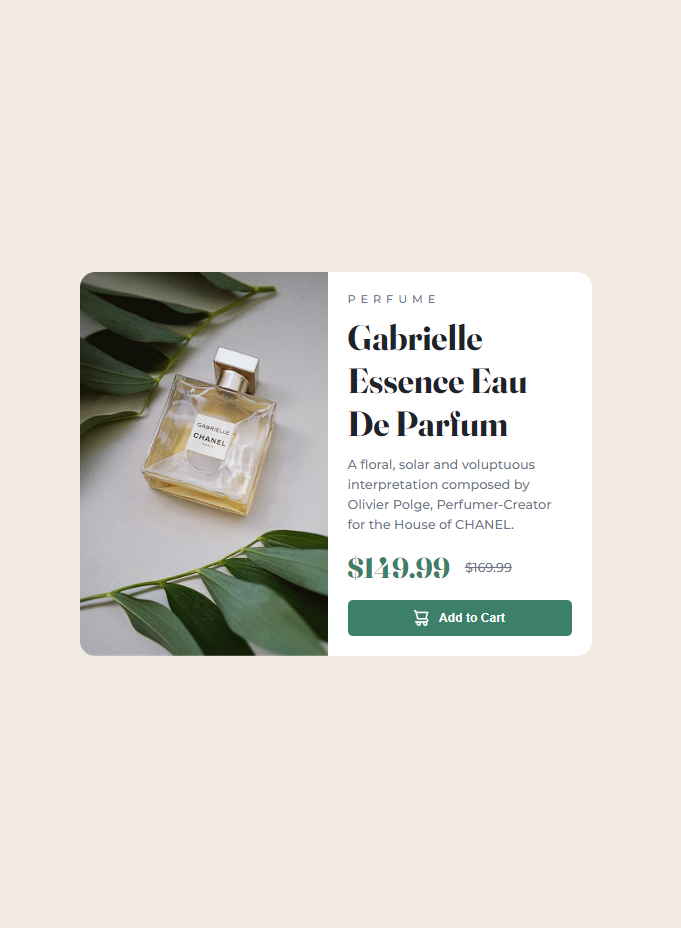 GABRIELLE
CHANEL
PARIS
PERFUME
Gabrielle
Essence Eau
De Parfum
A floral, solar and voluptuous
interpretation composed by
Olivier Polge, Perfumer-Creator
for the House of CHANEL.
$149.99 $169.99
Add to Cart